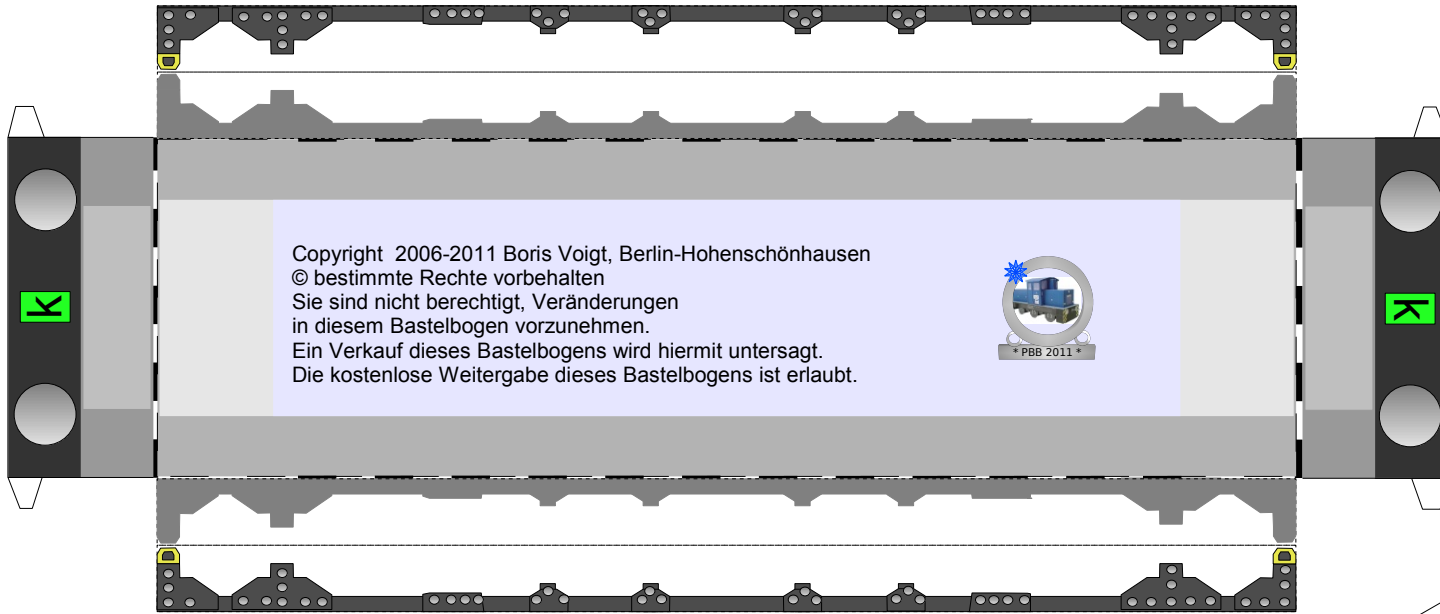 Copyright  2006-2011 Boris Voigt, Berlin-Hohenschönhausen
© bestimmte Rechte vorbehalten
Sie sind nicht berechtigt, Veränderungen
in diesem Bastelbogen vorzunehmen.
Ein Verkauf dieses Bastelbogens wird hiermit untersagt.
Die kostenlose Weitergabe dieses Bastelbogens ist erlaubt.
* PBB 2011 *
k
k